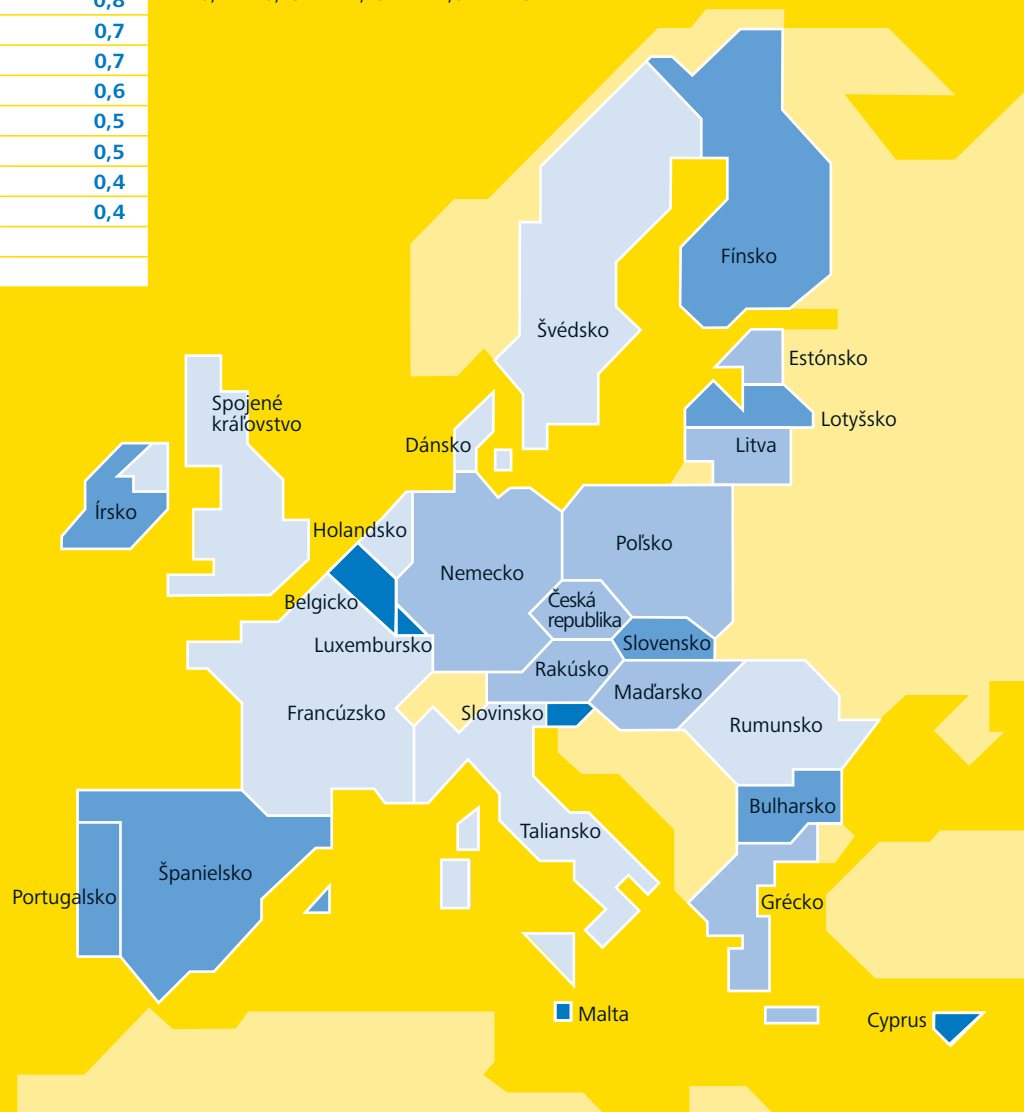 0,8
0,7
0,7
0,6
0,5
0,5
0,4
0,4
Fínsko
Švédsko
Estónsko
Lotyšsko
Litva
Spojené
kráľovstvo
Dánsko
Írsko
Holandsko
Poľsko
Nemecko
Česká
republika
Belgicko
Luxembursko
Slovensko
Rakúsko
Maďarsko
Francúzsko
Slovinsko
Rumunsko
Bulharsko
Taliansko
Španielsko
Portugalsko
Grécko
Malta
Cyprus